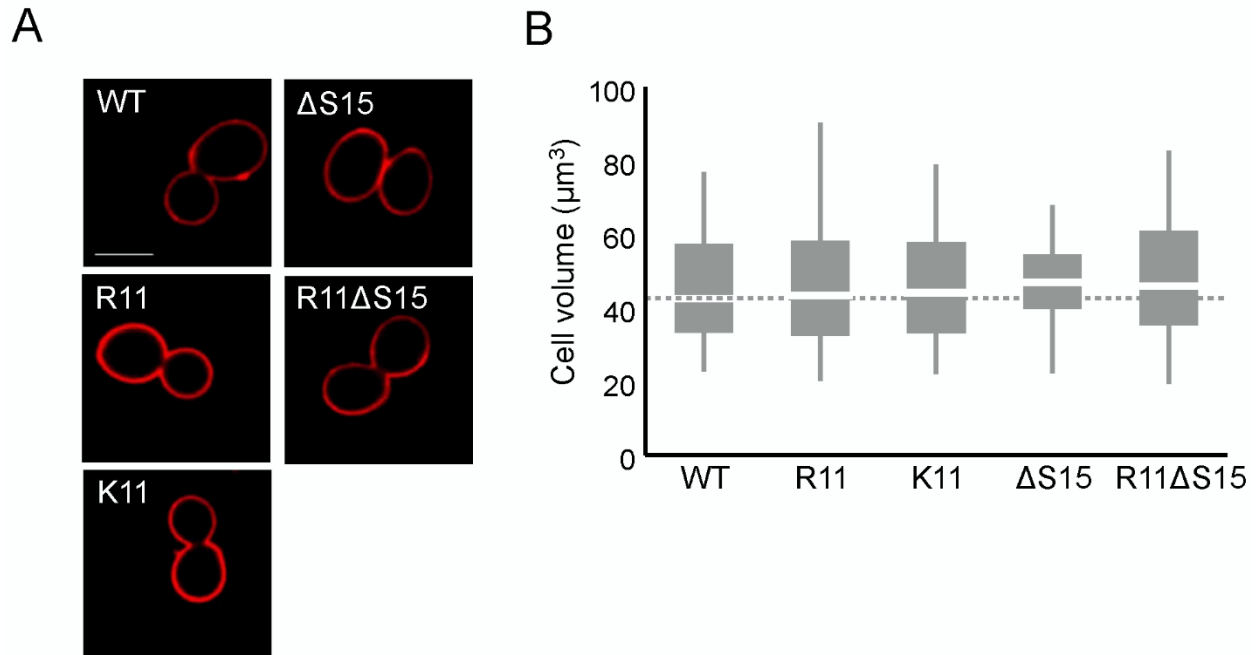 A
WT
ΔS15
R11
R11ΔS15
K11
B
Cell volume (μm³)
100
80
60
40
20
0
WT R11 K11 ΔS15 R11ΔS15